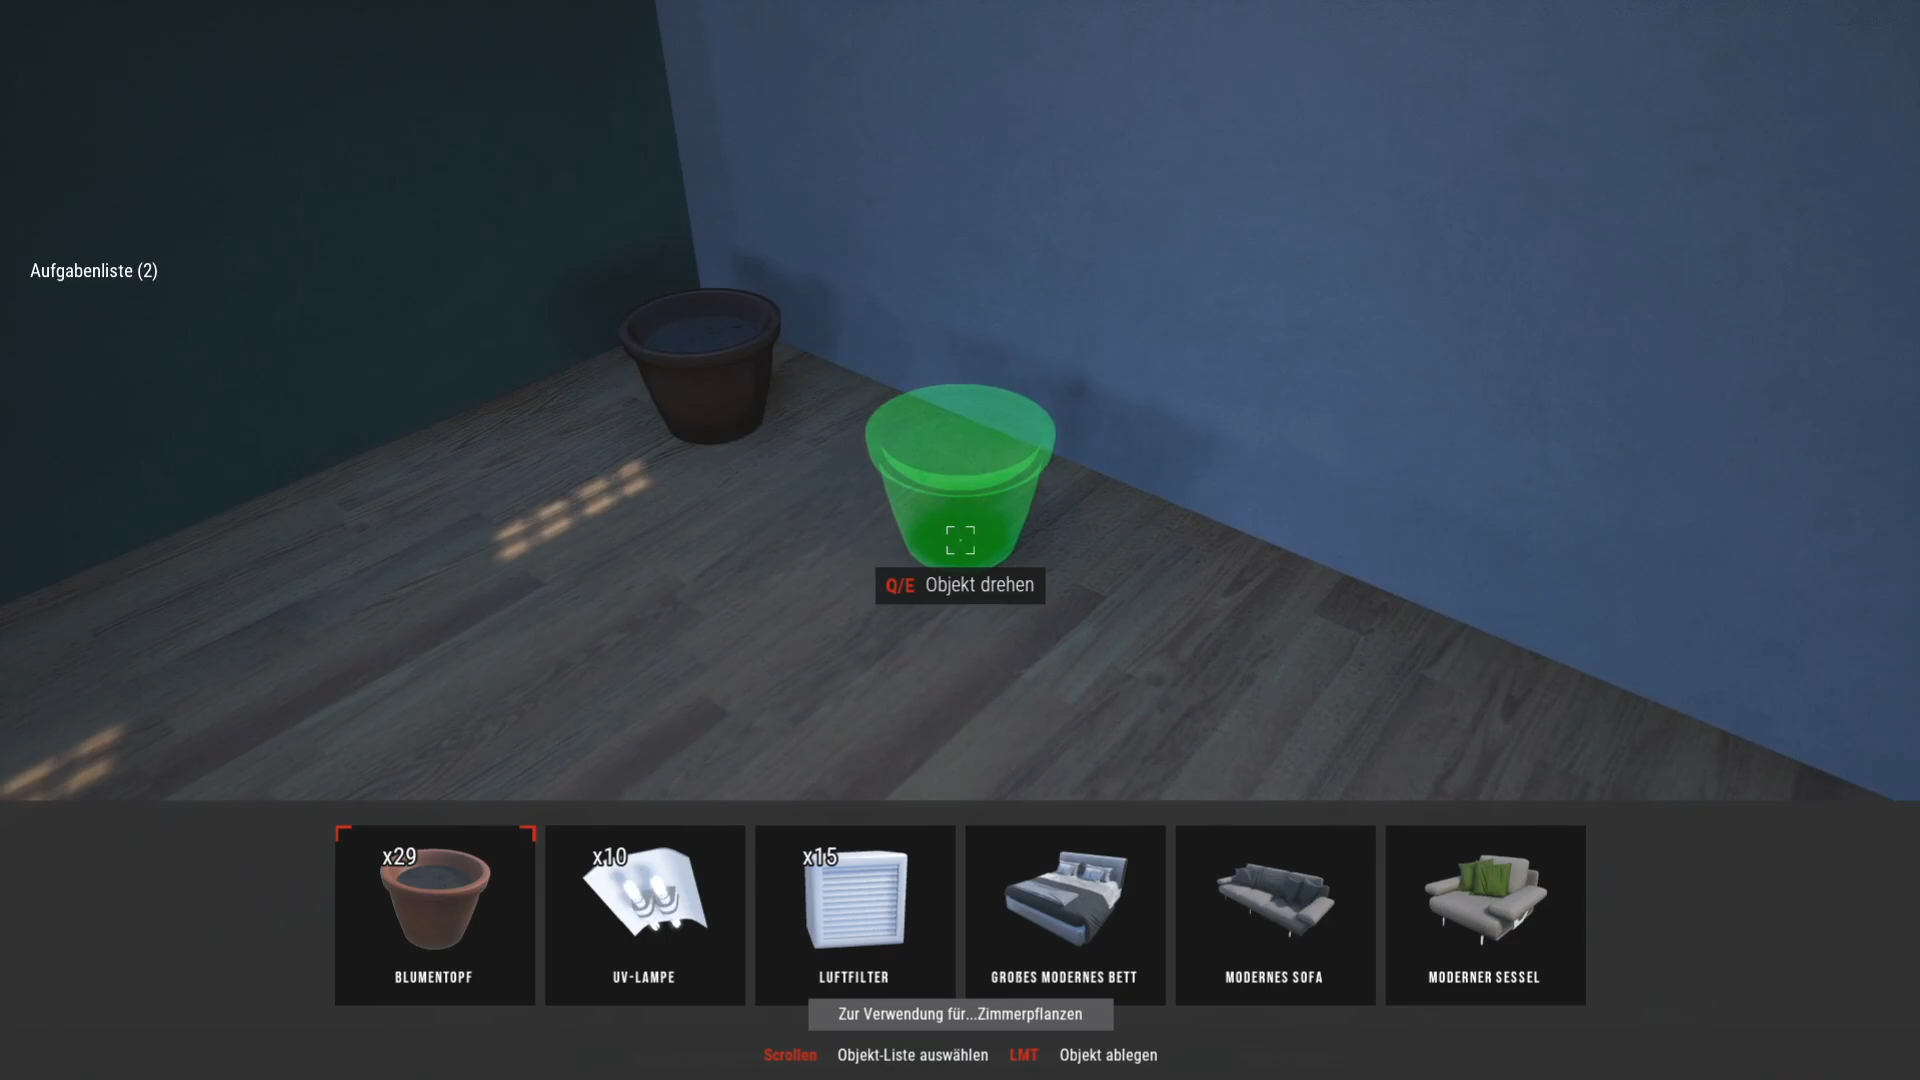 Aufgabenliste (2)
Q/E Objekt drehen
x29
x10
x15
BLUMENTOPF
UV-LAMPE
LUFTFILTER
GROßES MODERNES BETT
MODERNES SOFA
MODERNER SESSEL
Zur Verwendung für...Zimmerpflanzen
Scrollen Objekt-Liste auswählen LMT Objekt ablegen